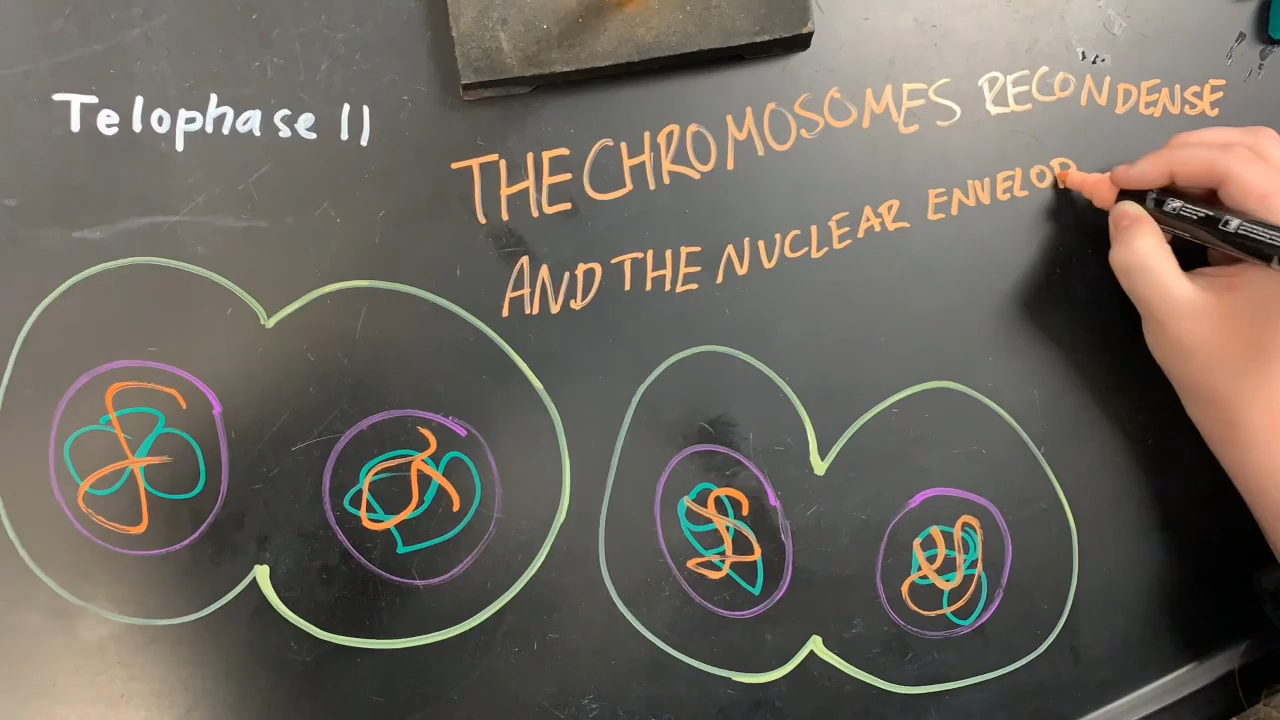 Telophase II
THE CHROMOSOMES RECONDENSE
AND THE NUCLEAR ENVELOP